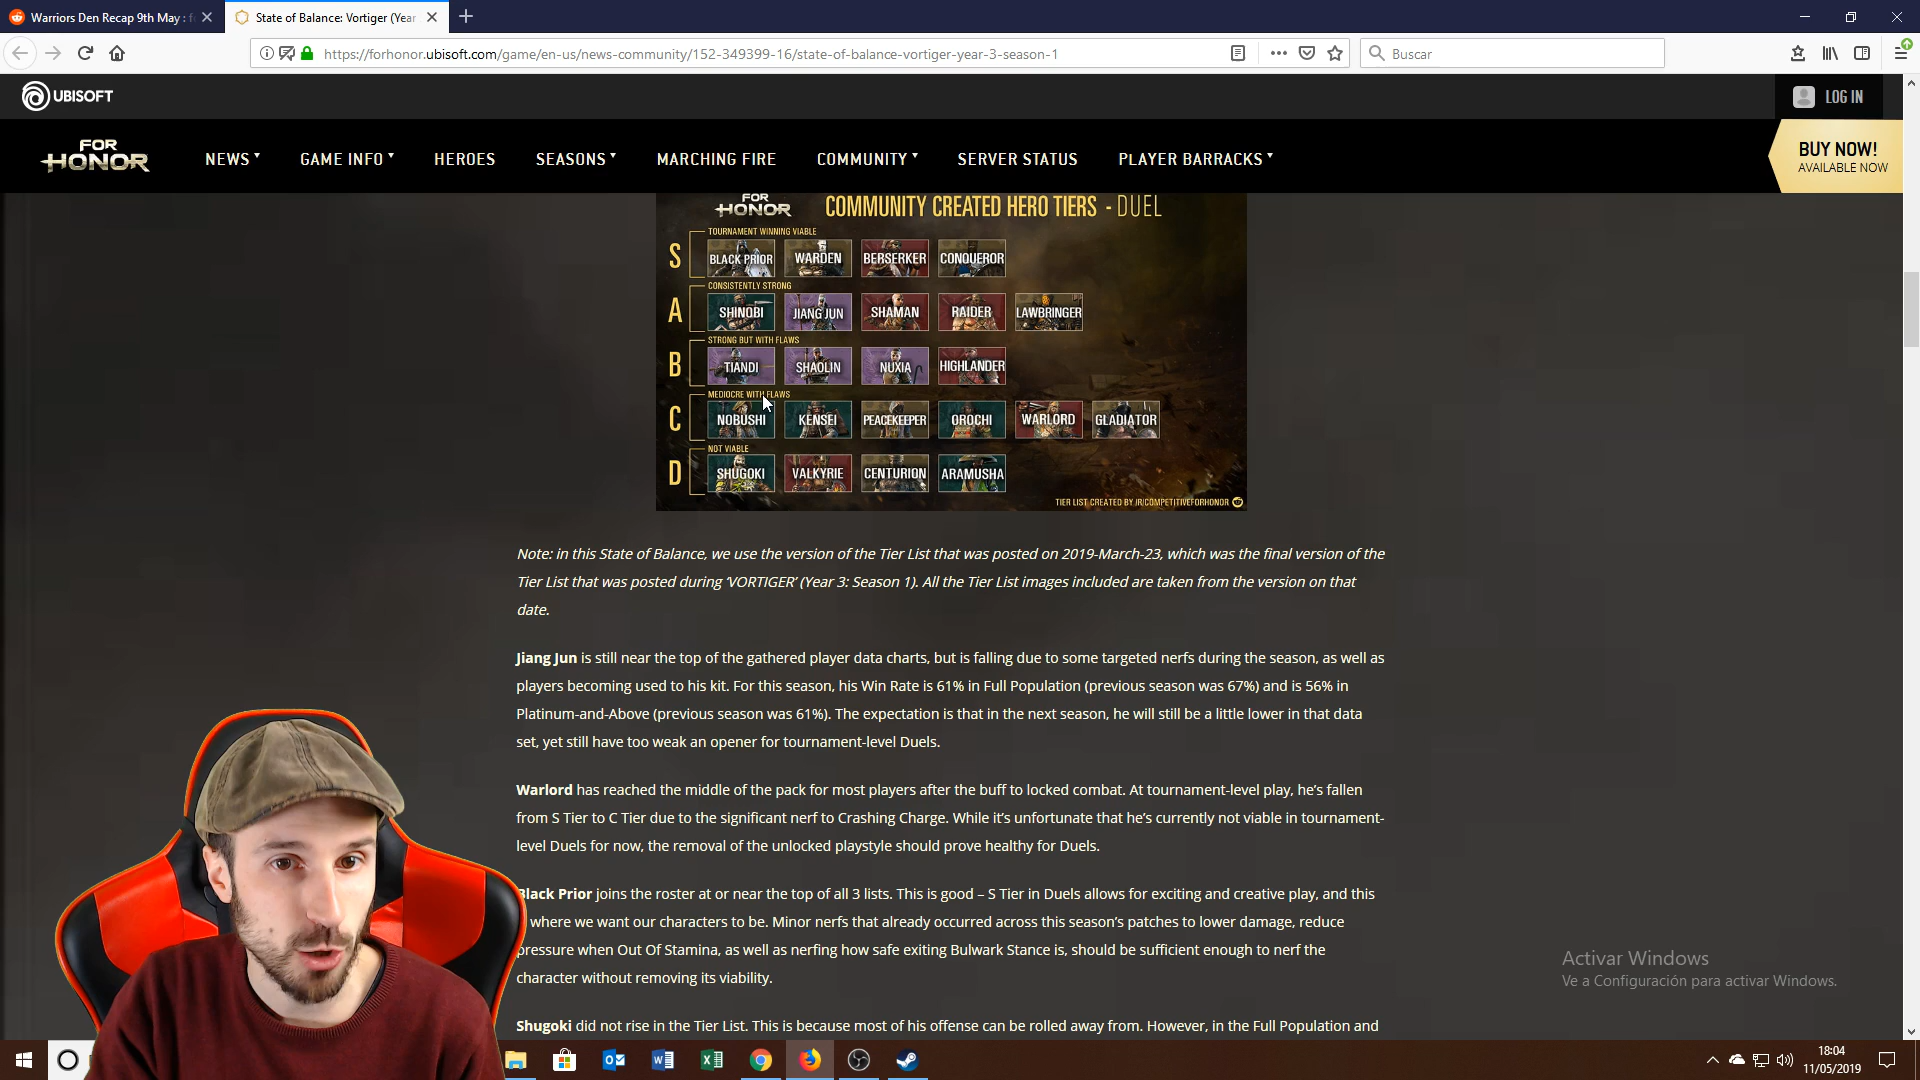 Warriors Den Recap 9th May : f
State of Balance: Vortiger (Year
https://forhonor.ubisoft.com/game/en-us/news-community/152-349399-16/state-of-balance-vortiger-year-3-season-1
Buscar
UBISOFT
LOG IN
FOR HONOR
NEWS
GAME INFO
HEROES
SEASONS
MARCHING FIRE
COMMUNITY
SERVER STATUS
PLAYER BARRACKS
BUY NOW!
AVAILABLE NOW
FOR HONOR
COMMUNITY CREATED HERO TIERS - DUEL
TOURNAMENT WINNING VIABLE
S BLACK PRIOR WARDEN BERSERKER CONQUEROR
CONSISTENTLY STRONG
A SHINOBI JIANG JUN SHAMAN RAIDER LAWBRINGER
STRONG BUT WITH FLAWS
B TIANDI SHAOLIN NUXIA HIGHLANDER
MEDIOCRE WITH FLAWS
C NOBUSHI KENSEI PEACEKEEPER OROCHI WARLORD GLADIATOR
NOT VIABLE
D SHUGOKI VALKYRIE CENTURION ARAMUSHA
TIER LIST CREATED BY /R/COMPETITIVEFORHONOR
Note: in this State of Balance, we use the version of the Tier List that was posted on 2019-March-23, which was the final version of the
Tier List that was posted during 'VORTIGER' (Year 3: Season 1). All the Tier List images included are taken from the version on that
date.
Jiang Jun is still near the top of the gathered player data charts, but is falling due to some targeted nerfs during the season, as well as
players becoming used to his kit. For this season, his Win Rate is 61% in Full Population (previous season was 67%) and is 56% in
Platinum-and-Above (previous season was 61%). The expectation is that in the next season, he will still be a little lower in that data
set, yet still have too weak an opener for tournament-level Duels.
Warlord has reached the middle of the pack for most players after the buff to locked combat. At tournament-level play, he's fallen
from S Tier to C Tier due to the significant nerf to Crashing Charge. While it's unfortunate that he's currently not viable in tournament-
level Duels for now, the removal of the unlocked playstyle should prove healthy for Duels.
Black Prior joins the roster at or near the top of all 3 lists. This is good – S Tier in Duels allows for exciting and creative play, and this
where we want our characters to be. Minor nerfs that already occurred across this season's patches to lower damage, reduce
pressure when Out Of Stamina, as well as nerfing how safe exiting Bulwark Stance is, should be sufficient enough to nerf the
character without removing its viability.
Shugoki did not rise in the Tier List. This is because most of his offense can be rolled away from. However, in the Full Population and
Activar Windows
Ve a Configuración para activar Windows.
18:04
11/05/2019